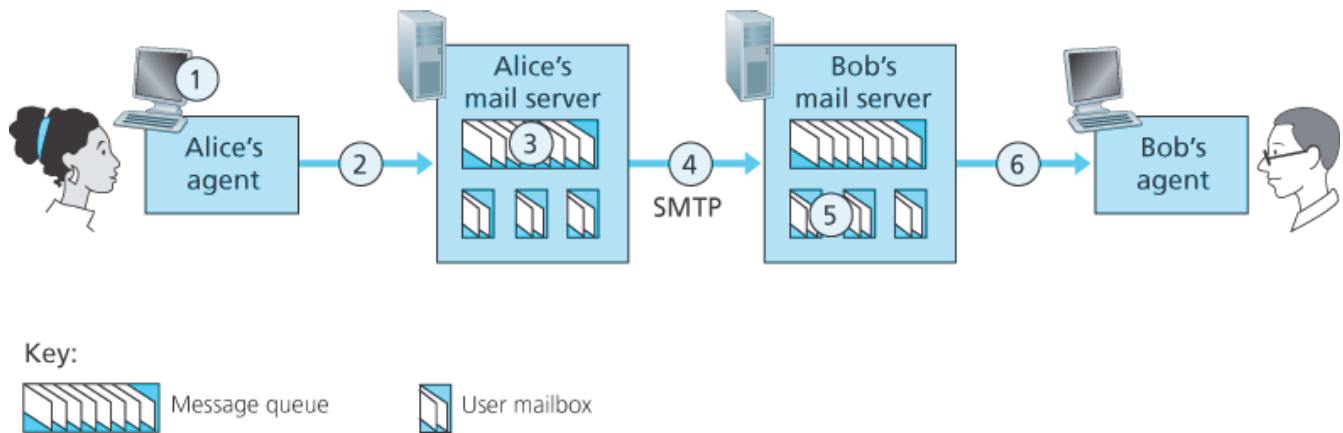 1
Alice's
agent
2
Alice's
mail server
3
4
SMTP
Bob's
mail server
5
6
Bob's
agent
Key:
Message queue
User mailbox